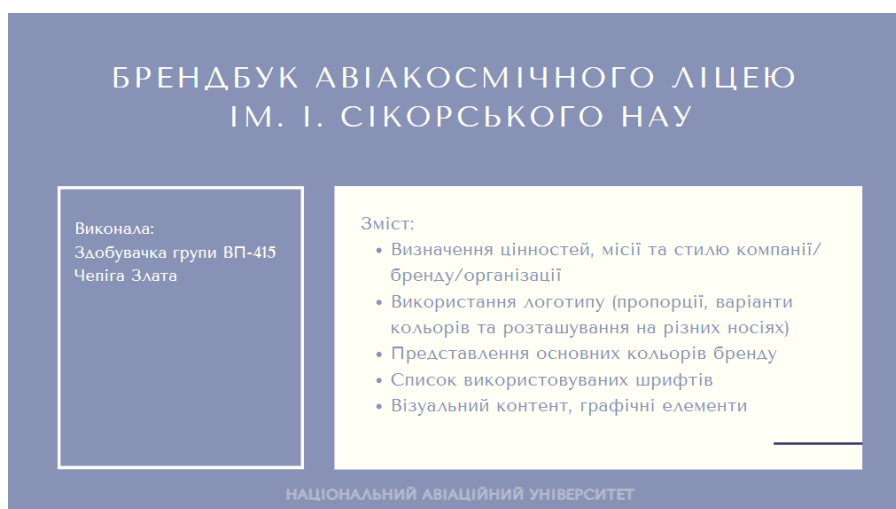 БРЕНДБУК АВІАКОСМІЧНОГО ЛІЦЕЮ
ІМ. І. СІКОРСЬКОГО НАУ
Виконала:
Здобувачка групи ВП-415
Чепіга Злата
Зміст:
• Визначення цінностей, місії та стилю компанії/
бренду/організації
• Використання логотипу (пропорції, варіанти
кольорів та розташування на різних носіях)
• Представлення основних кольорів бренду
• Список використовуваних шрифтів
• Візуальний контент, графічні елементи
НАЦІОНАЛЬНИЙ АВІАЦІЙНИЙ УНІВЕРСИТЕТ